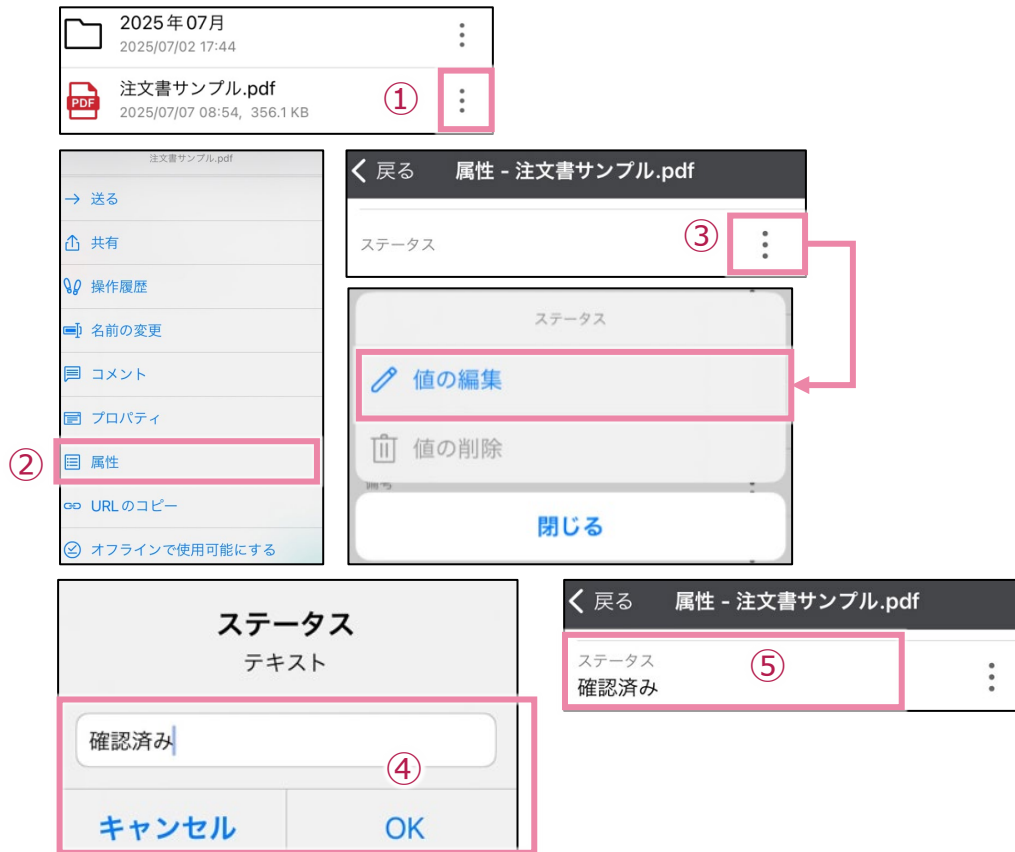 2025年07月
2025/07/02 17:44
PDF
注文書サンプル.pdf
2025/07/07 08:54, 356.1 KB
①
注文書サンプル.pdf
送る
共有
操作履歴
名前の変更
コメント
プロパティ
②
属性
URLのコピー
オフラインで使用可能にする
戻る 属性 - 注文書サンプル.pdf
ステータス
③
ステータス
値の編集
値の削除
備考
閉じる
ステータス
テキスト
確認済み
④
キャンセル OK
戻る 属性 - 注文書サンプル.pdf
ステータス
確認済み
⑤